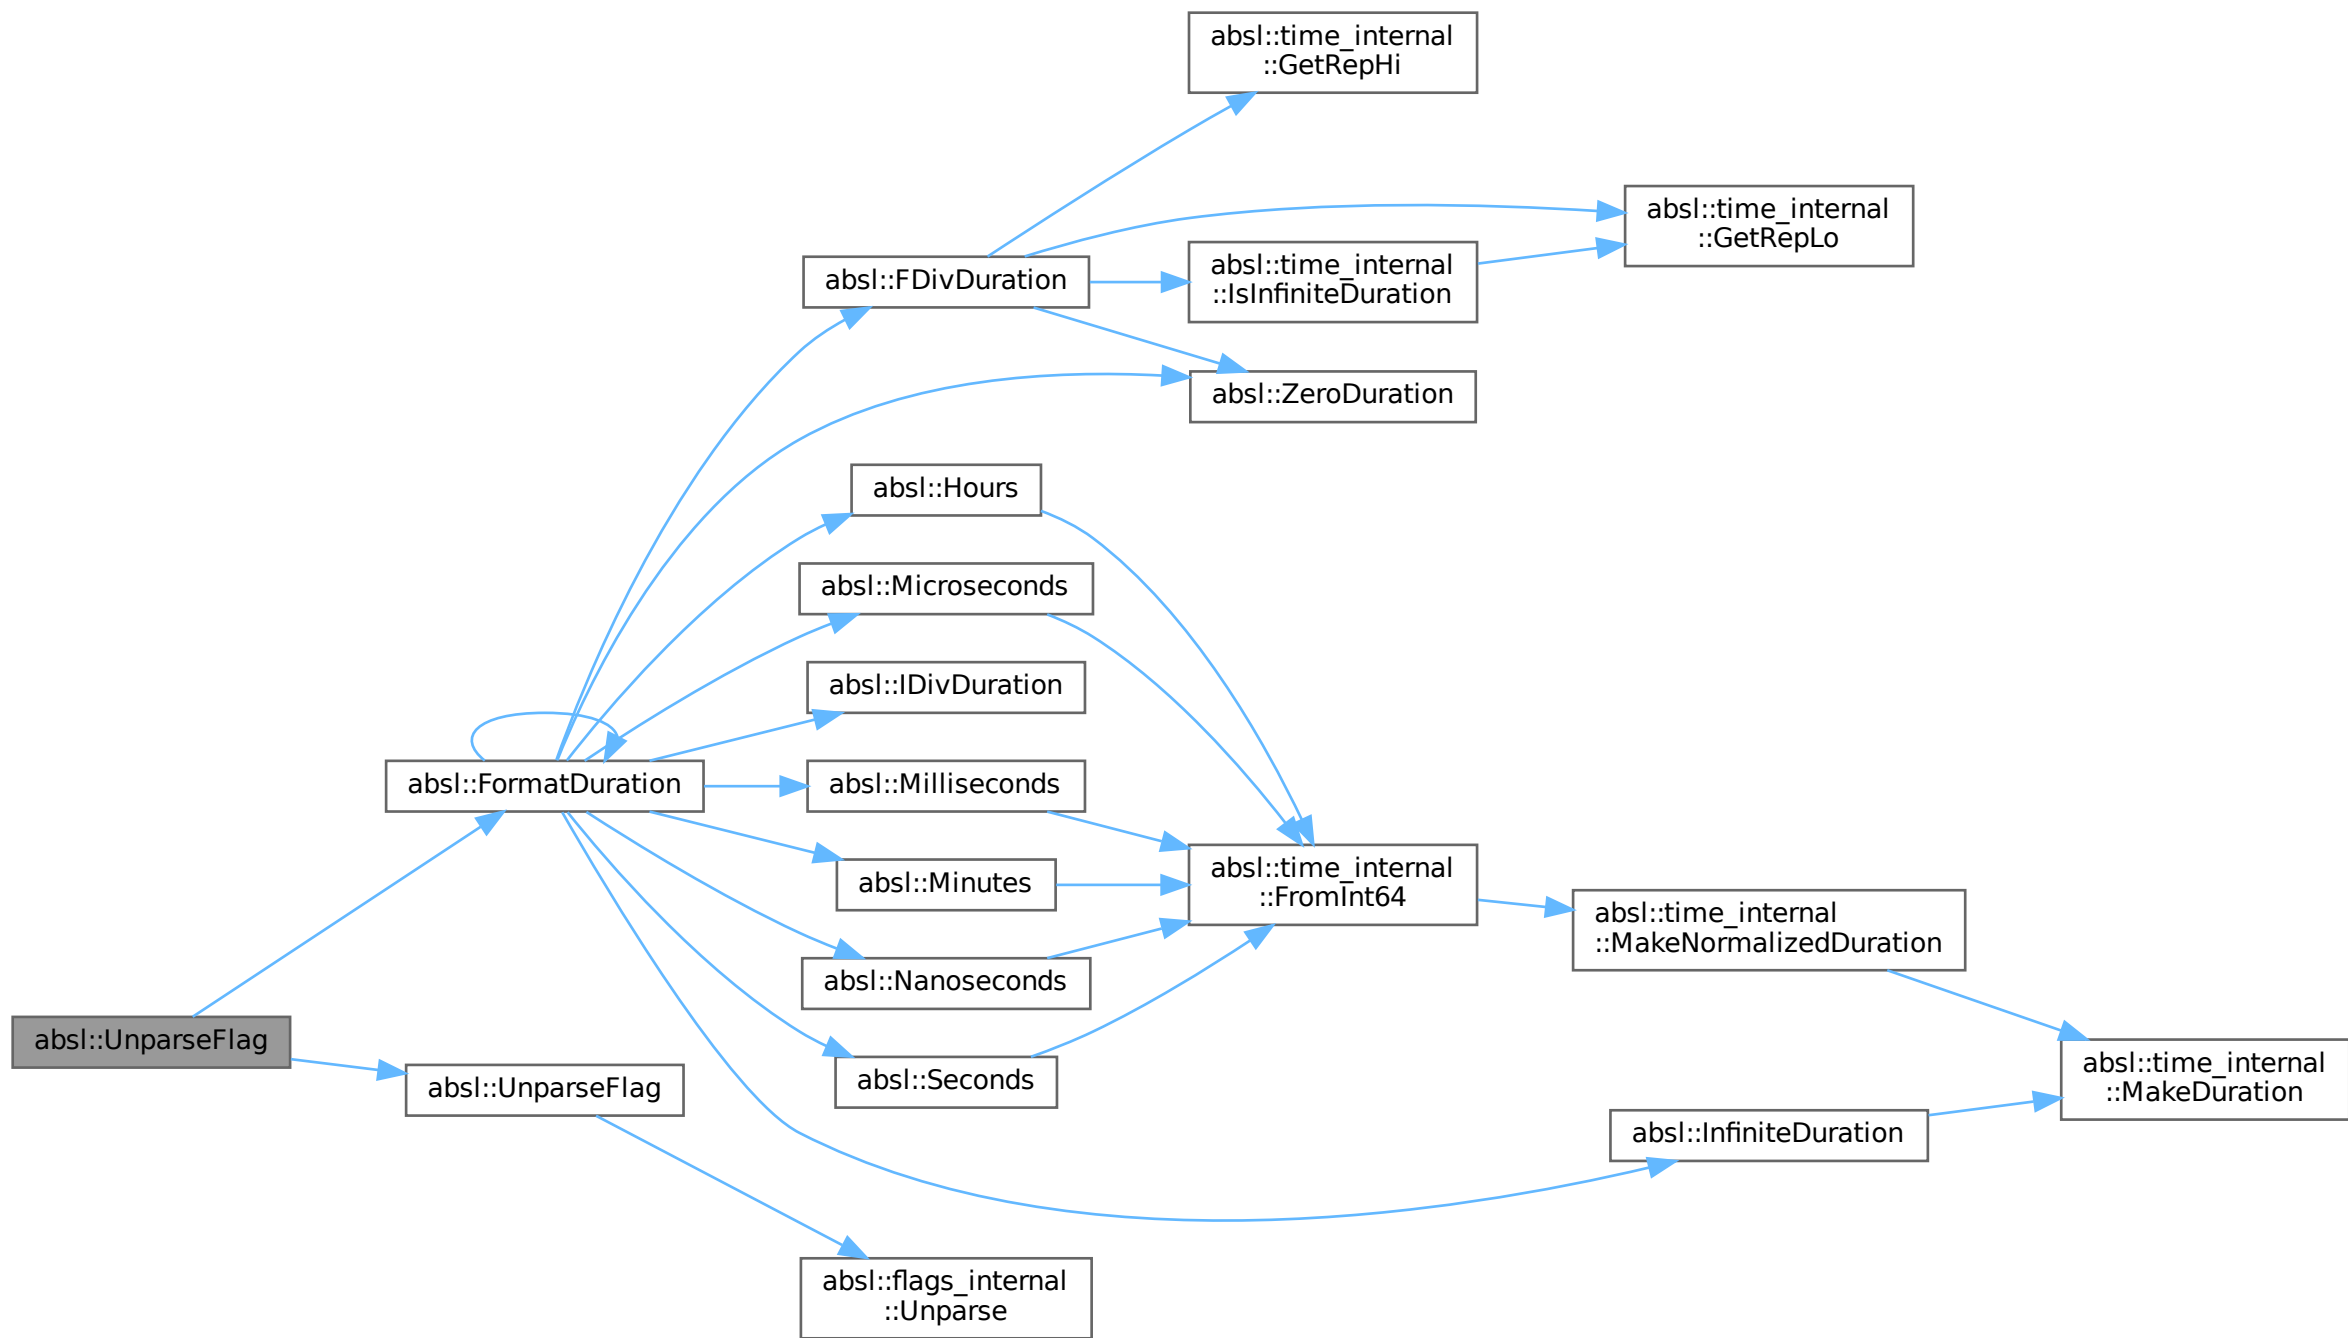 absl::time_internal
::GetRepHi
absl::time_internal
::GetRepLo
absl::time_internal
::IsInfiniteDuration
absl::FDivDuration
absl::ZeroDuration
absl::Hours
absl::Microseconds
absl::IDivDuration
absl::FormatDuration
absl::Milliseconds
absl::Minutes
absl::time_internal
::FromInt64
absl::time_internal
::MakeNormalizedDuration
absl::Nanoseconds
absl::UnparseFlag
absl::UnparseFlag
absl::Seconds
absl::time_internal
::MakeDuration
absl::InfiniteDuration
absl::flags_internal
::Unparse